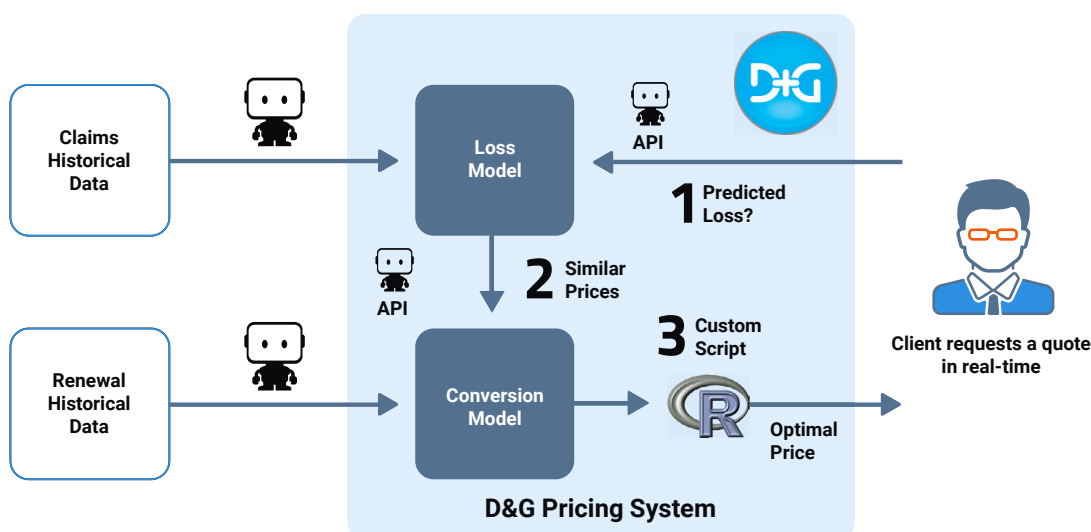 D+G
Claims
Historical
Data
Loss
Model
API
1 Predicted
Loss?
API
2 Similar
Prices
3 Custom
Script
Client requests a quote
in real-time
Renewal
Historical
Data
Conversion
Model
R
Optimal
Price
D&G Pricing System